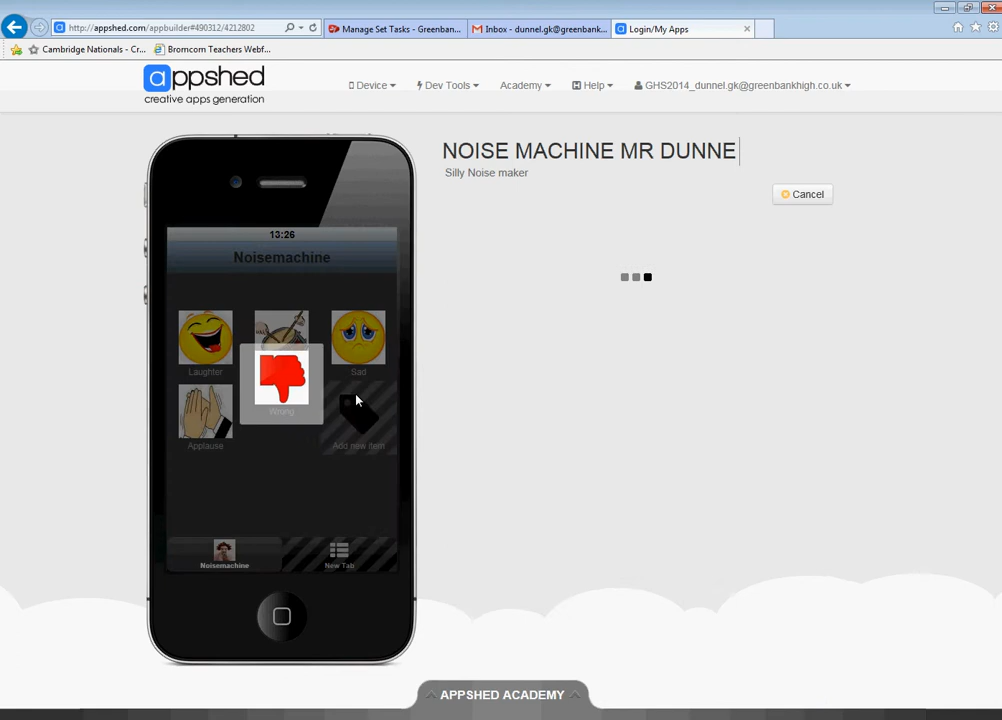 http://appshed.com/appbuilder#490312/4212802
Manage Set Tasks - Greenban...
Inbox - dunnel.gk@greenbank...
Login/My Apps
Cambridge Nationals - Cr...
Bromcom Teachers Webf...
appshed
creative apps generation
Device
Dev Tools
Academy
Help
GHS2014_dunnel.gk@greenbankhigh.co.uk
NOISE MACHINE MR DUNNE
Silly Noise maker
Cancel
13:26
Noisemachine
Laughter
Sad
Wrong
Applause
Add new item
Noisemachine
New Tab
APPSHED ACADEMY